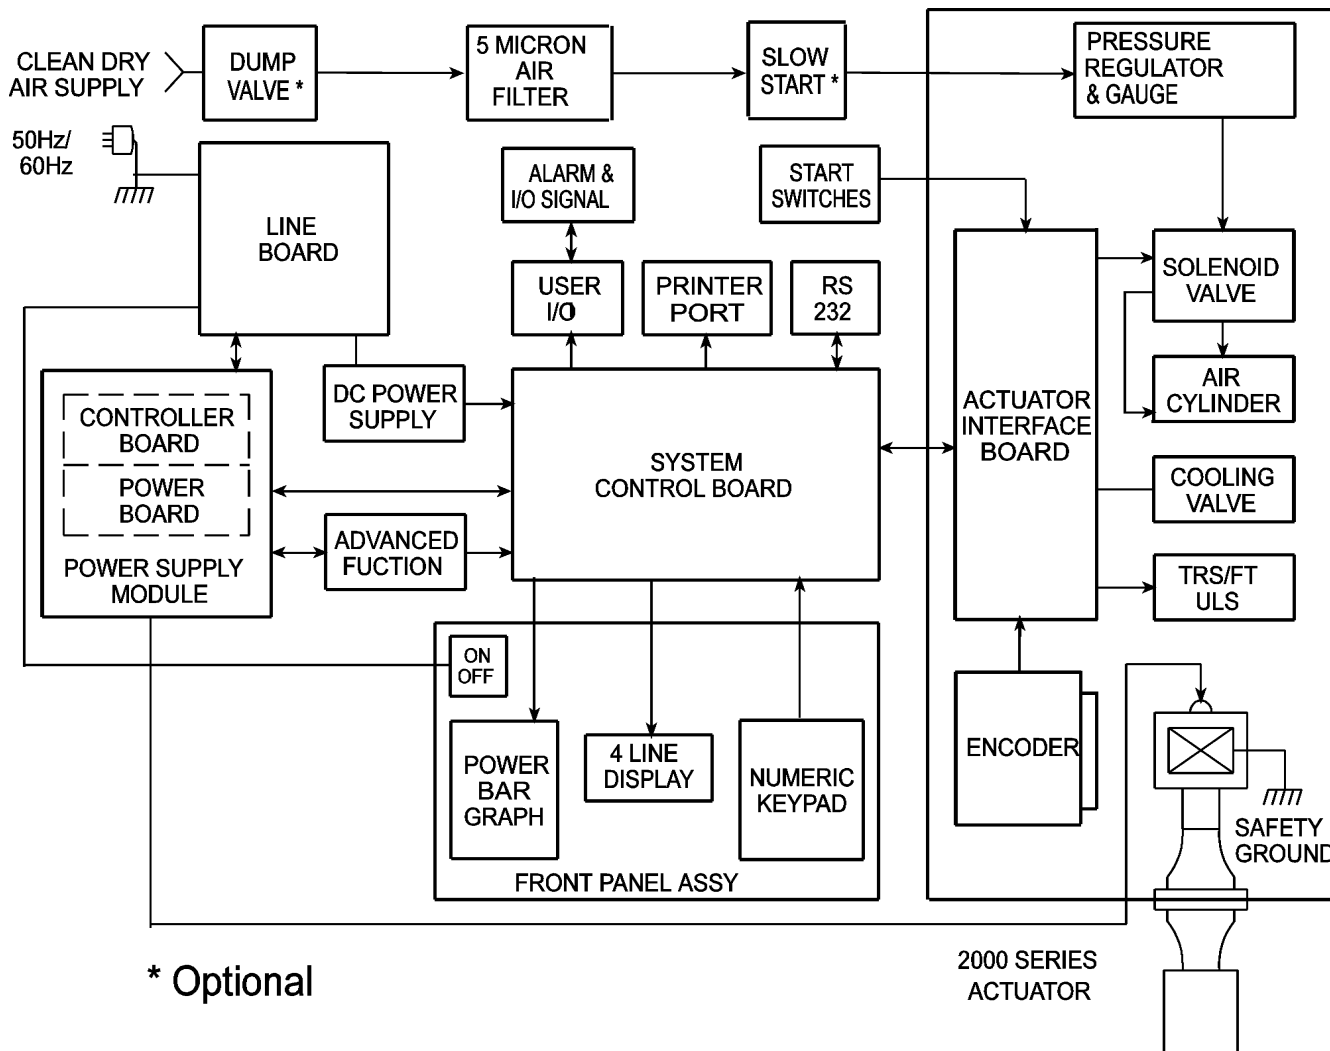 CLEAN DRY
AIR SUPPLY
DUMP
VALVE *
5 MICRON
AIR
FILTER
SLOW
START *
PRESSURE
REGULATOR
& GAUGE
50Hz/
60Hz
LINE
BOARD
ALARM &
I/O SIGNAL
START
SWITCHES
USER
I/O
PRINTER
PORT
RS
232
SOLENOID
VALVE
DC POWER
SUPPLY
CONTROLLER
BOARD
POWER
BOARD
POWER SUPPLY
MODULE
ADVANCED
FUCTION
SYSTEM
CONTROL BOARD
ACTUATOR
INTERFACE
BOARD
AIR
CYLINDER
COOLING
VALVE
TRS/FT
ULS
ON
OFF
POWER
BAR
GRAPH
4 LINE
DISPLAY
NUMERIC
KEYPAD
FRONT PANEL ASSY
ENCODER
SAFETY
GROUND
2000 SERIES
ACTUATOR
* Optional